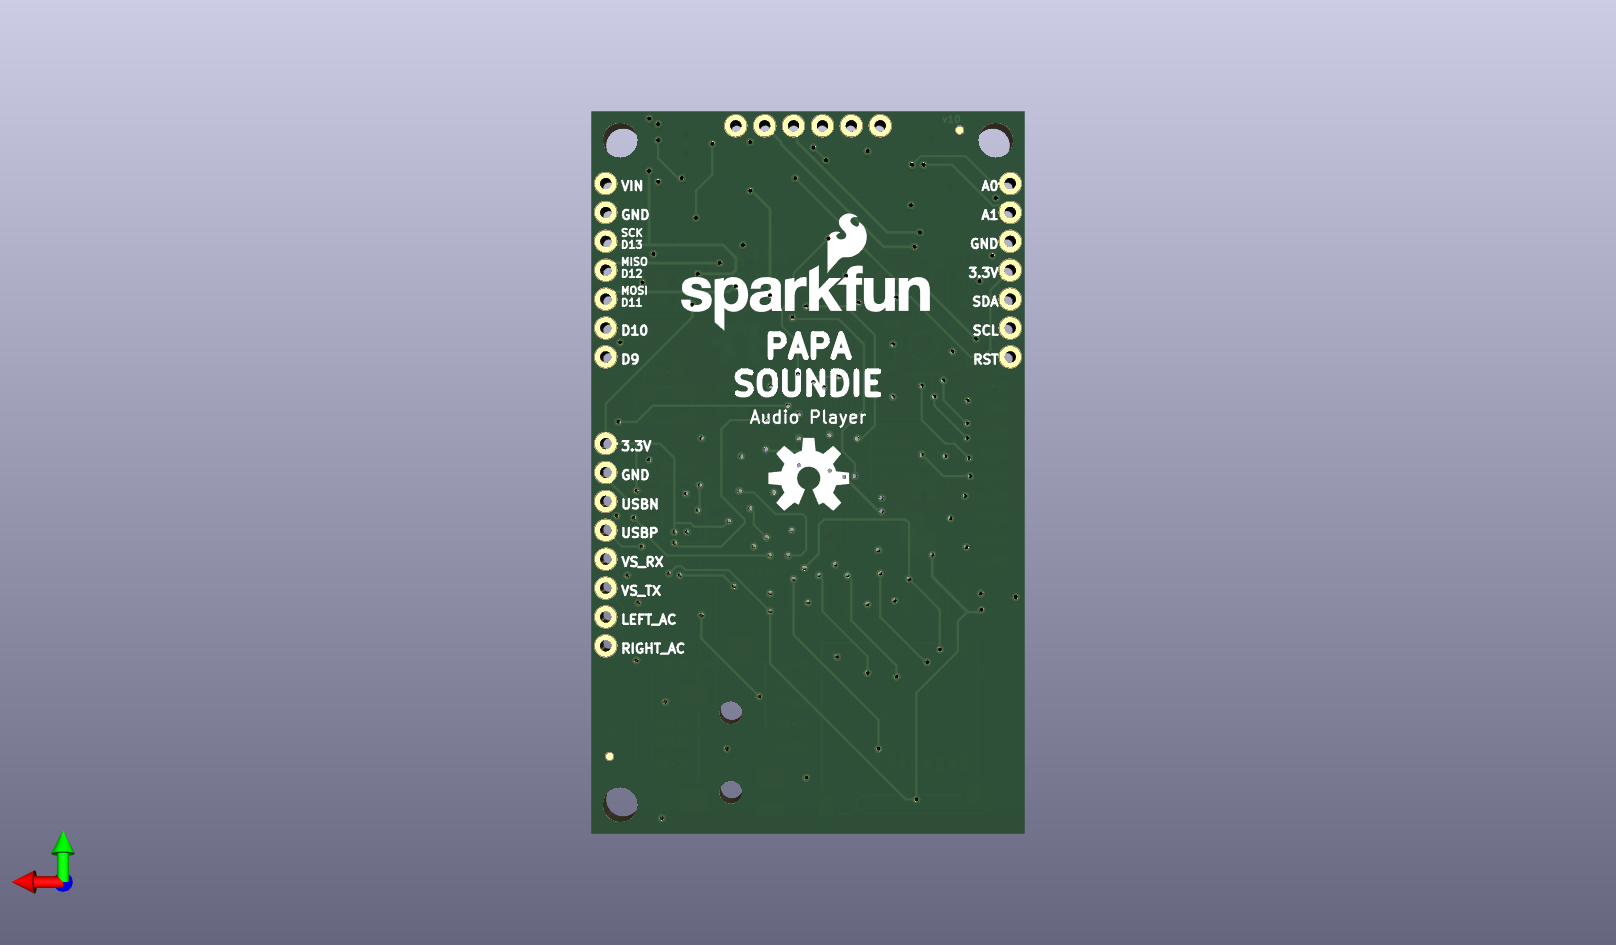 v10
VIN
GND
SCK
D13
MISO
D12
MOSI
D11
D10
D9
A0
A1
GND
3.3V
SDA
SCL
RST
sparkfun
PAPA
SOUNDIE
Audio Player
3.3V
GND
USBN
USBP
VS_RX
VS_TX
LEFT_AC
RIGHT_AC